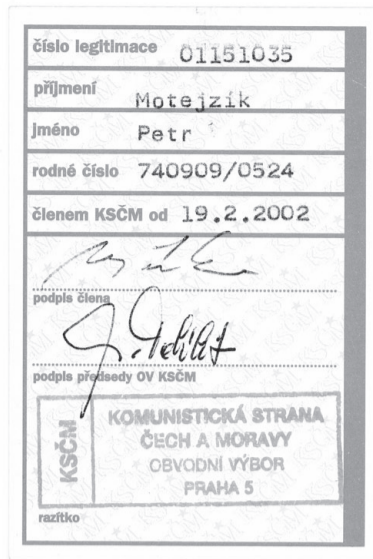 číslo legitimace 01151035
příjmení Motejzík
jméno Petr
rodné číslo 740909/0524
členem KSČM od 19.2.2002
podpis člena
podpis předsedy OV KSČM
KSČM
KOMUNISTICKÁ STRANA
ČECH A MORAVY
OBVODNÍ VÝBOR
PRAHA 5
razítko